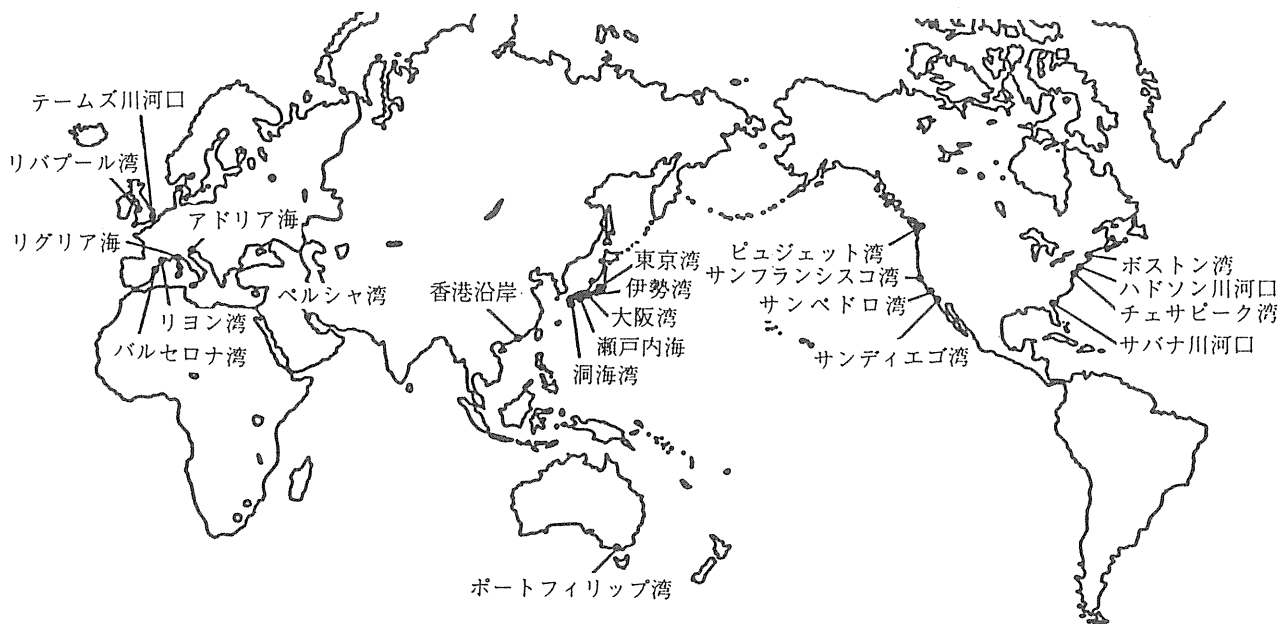 テームズ川河口
リバプール湾
アドリア海
リグリア海
ペルシャ湾
リヨン湾
バルセロナ湾
香港沿岸
東京湾
伊勢湾
大阪湾
瀬戸内海
洞海湾
ポートフィリップ湾
ピュジェット湾
サンフランシスコ湾
サンペドロ湾
サンディエゴ湾
ボストン湾
ハドソン川河口
チェサピーク湾
サバナ川河口